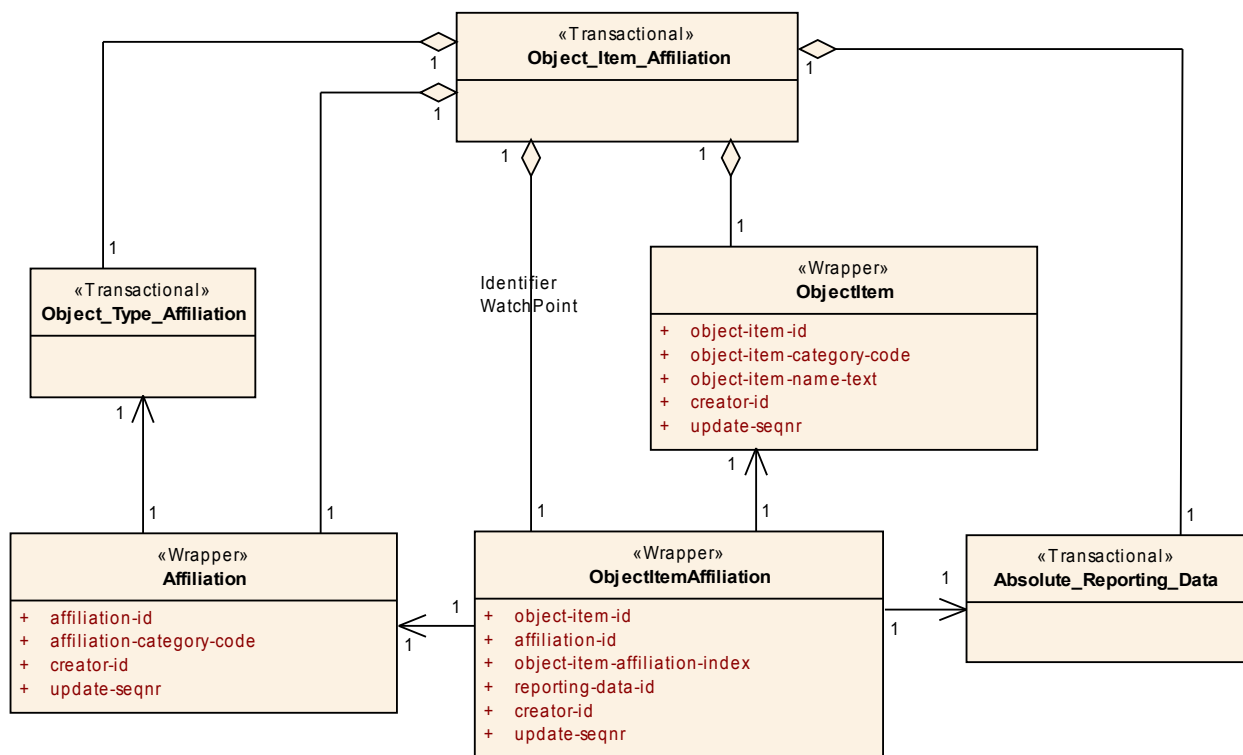 «Transactional»
Object_Item_Affiliation
1
1
1
1
1
1
1
«Transactional»
Object_Type_Affiliation
1
Identifier
WatchPoint
«Wrapper»
ObjectItem
+ object-item-id
+ object-item-category-code
+ object-item-name-text
+ creator-id
+ update-seqnr
1
1
1
1
1
1
«Wrapper»
Affiliation
+ affiliation-id
+ affiliation-category-code
+ creator-id
+ update-seqnr
1
1
«Wrapper»
ObjectItemAffiliation
+ object-item-id
+ affiliation-id
+ object-item-affiliation-index
+ reporting-data-id
+ creator-id
+ update-seqnr
1
1
«Transactional»
Absolute_Reporting_Data